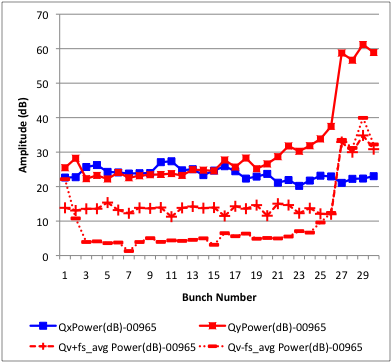 70
60
50
40
30
20
10
0
Amplitude (dB)
1 3 5 7 9 11 13 15 17 19 21 23 25 27 29
Bunch Number
QxPower(dB)-00965 QyPower(dB)-00965
Qv+fs_avg Power(dB)-00965 Qv-fs_avg Power(dB)-00965